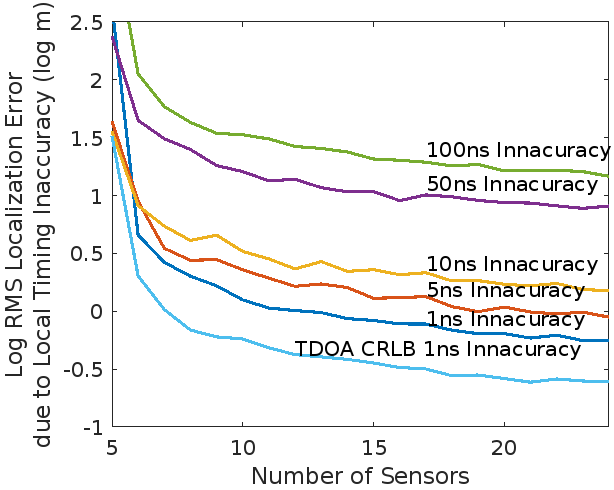 2.5
2
1.5
1
0.5
0
-0.5
-1
5
10
15
20
Number of Sensors
Log RMS Localization Error
due to Local Timing Inaccuracy (log m)
100ns Innacuracy
50ns Innacuracy
10ns Innacuracy
5ns Innacuracy
1ns Innacuracy
TDOA CRLB 1ns Innacuracy